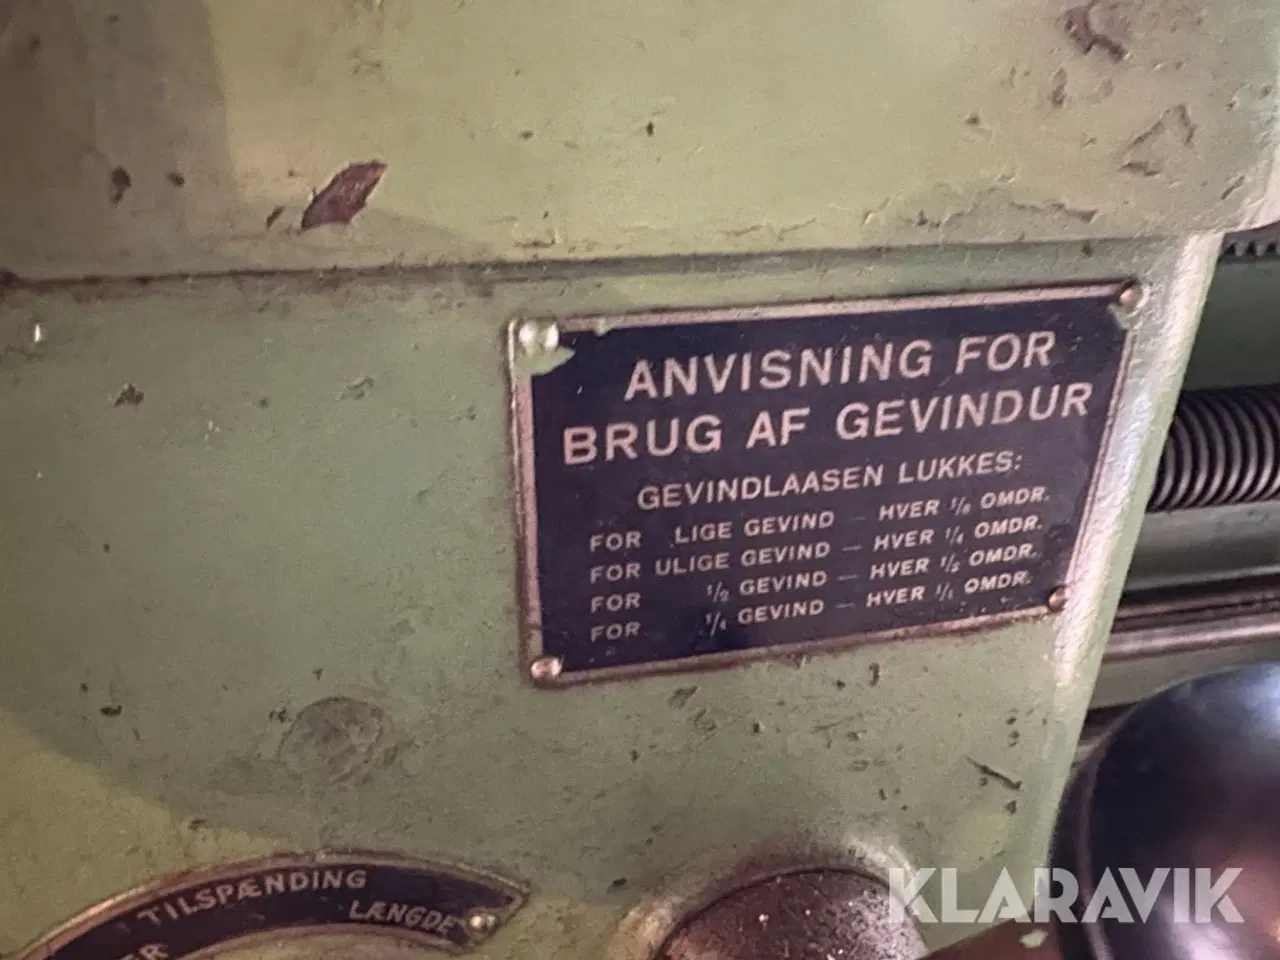 ANVISNING FOR
BRUG AF GEVINDUR
GEVINDLAASEN LUKKES:
FOR LIGE GEVIND — HVER 1/8 OMDR.
FOR ULIGE GEVIND — HVER 1/4 OMDR.
FOR 1/2 GEVIND — HVER 1/2 OMDR.
FOR 1/4 GEVIND — HVER 1/1 OMDR.
TILSPÆNDING
LÆNGDE
KLARAVIK